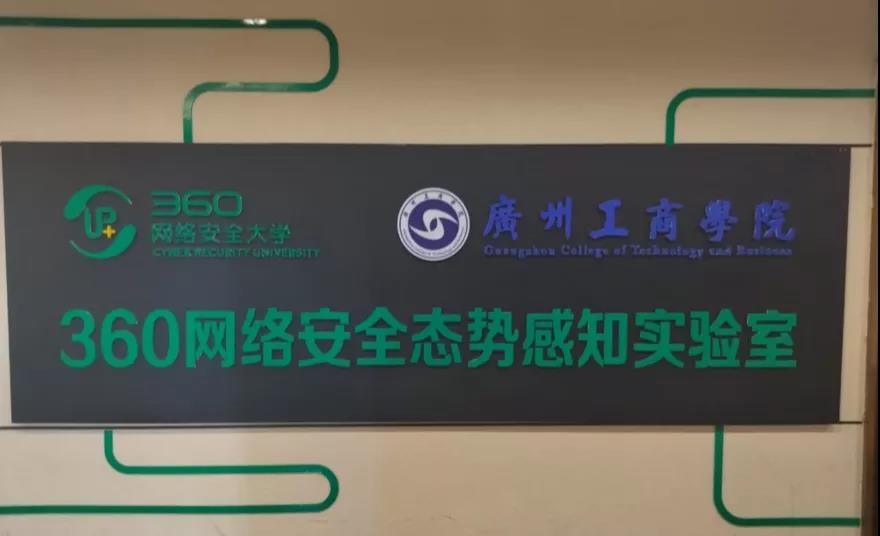 UP+
360
网络安全大学
CYBER SECURITY UNIVERSITY
廣州工商學院
Guangzhou College of Technology and Business
360网络安全态势感知实验室